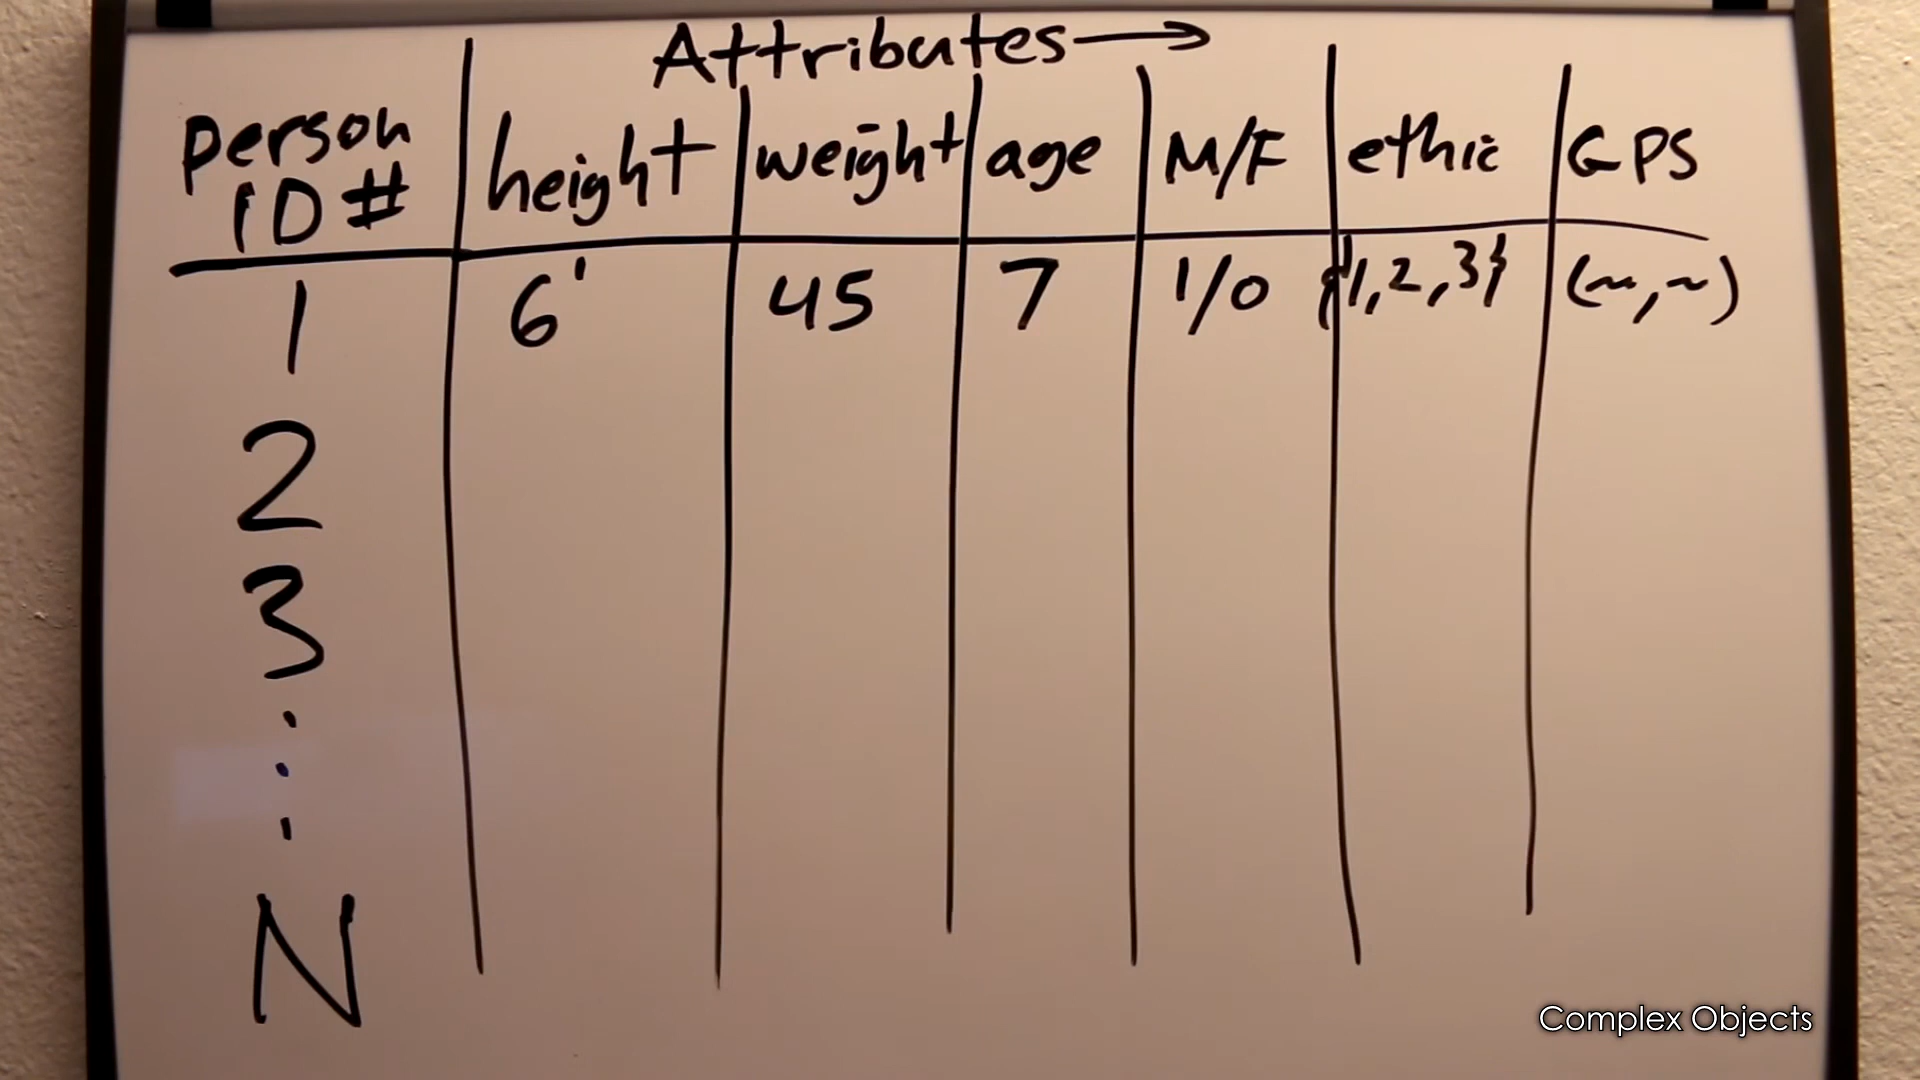 Attributes →
person ID # height weight age M/F ethic GPS
1 6' 45 7 1/0 {1,2,3} (~,~)
2
3
⋮
N
Complex Objects